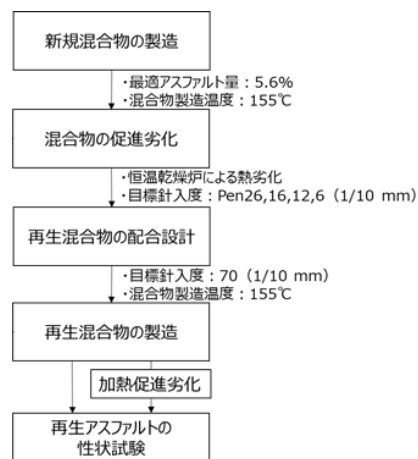 新規混合物の製造
・最適アスファルト量：5.6%
・混合物製造温度：155℃
混合物の促進劣化
・恒温乾燥炉による熱劣化
・目標針入度：Pen26,16,12,6（1/10 mm）
再生混合物の配合設計
・目標針入度：70（1/10 mm）
・混合物製造温度：155℃
再生混合物の製造
加熱促進劣化
再生アスファルトの
性状試験